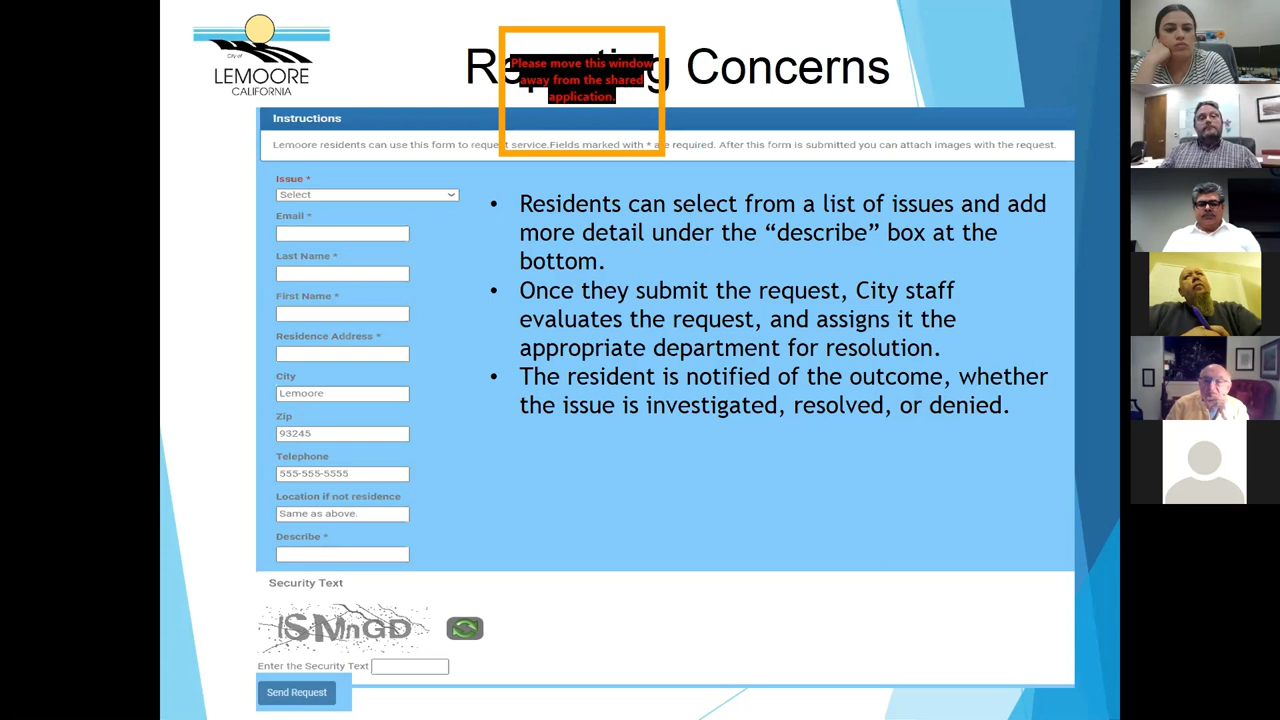 City of
LEMOORE
CALIFORNIA
Reporting Concerns
Please move this window
away from the shared
application.
Instructions
Lemoore residents can use this form to request service.Fields marked with * are required. After this form is submitted you can attach images with the request.
Issue *
Select
Email *
Last Name *
First Name *
Residence Address *
City
Lemoore
Zip
93245
Telephone
555-555-5555
Location if not residence
Same as above.
Describe *
• Residents can select from a list of issues and add
more detail under the “describe” box at the
bottom.
• Once they submit the request, City staff
evaluates the request, and assigns it the
appropriate department for resolution.
• The resident is notified of the outcome, whether
the issue is investigated, resolved, or denied.
Security Text
ISMnGD
Enter the Security Text
Send Request